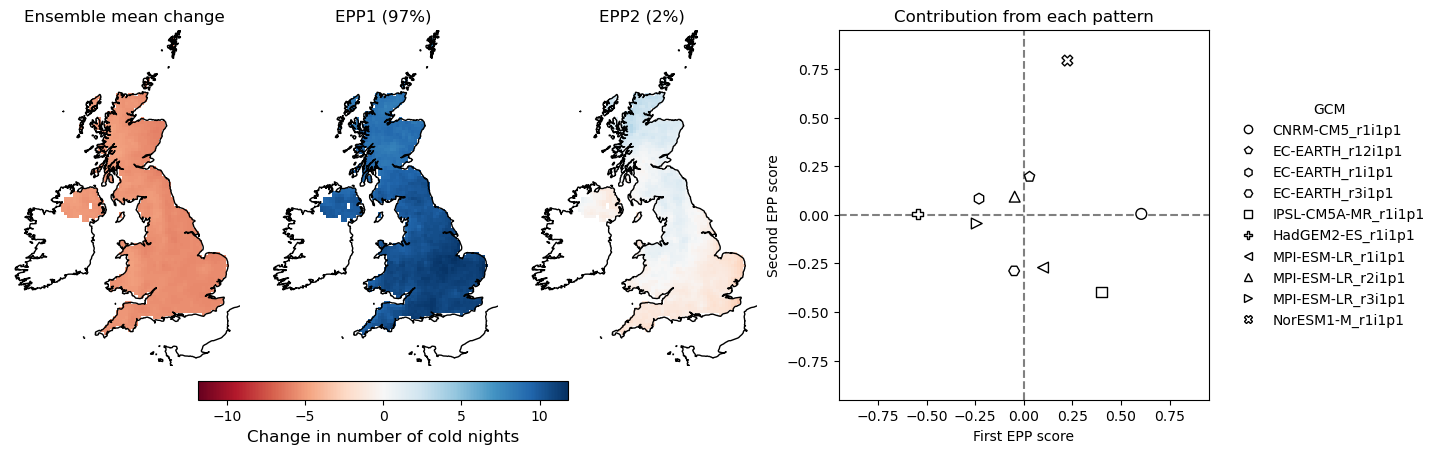 Ensemble mean change
EPP1 (97%)
EPP2 (2%)
Contribution from each pattern
−10
−5
0
5
10
Change in number of cold nights
Second EPP score
0.75
0.50
0.25
0.00
−0.25
−0.50
−0.75
−0.75
−0.50
−0.25
0.00
0.25
0.50
0.75
First EPP score
GCM
CNRM-CM5_r1i1p1
EC-EARTH_r12i1p1
EC-EARTH_r1i1p1
EC-EARTH_r3i1p1
IPSL-CM5A-MR_r1i1p1
HadGEM2-ES_r1i1p1
MPI-ESM-LR_r1i1p1
MPI-ESM-LR_r2i1p1
MPI-ESM-LR_r3i1p1
NorESM1-M_r1i1p1